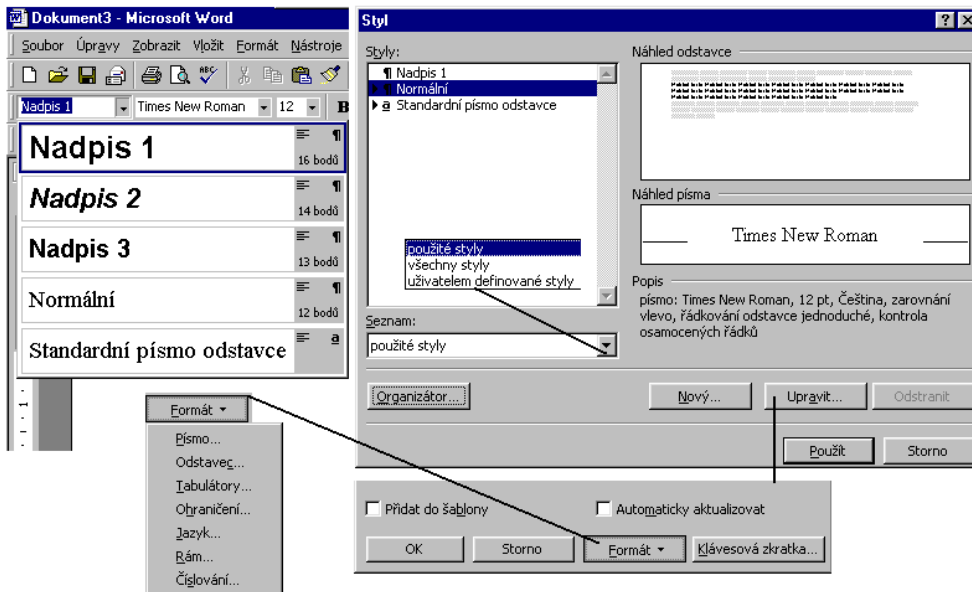 Dokument3 - Microsoft Word
Soubor Úpravy Zobrazit Vložit Formát Nástroje
ABC
Nadpis 1 Times New Roman 12 B
Nadpis 1
16 bodů
Nadpis 2
14 bodů
Nadpis 3
13 bodů
Normální
12 bodů
Standardní písmo odstavce a
1
Formát
Písmo...
Odstavec...
Tabulátory...
Ohraničení...
Jazyk...
Rám...
Číslování...
Styl
Styly:
¶ Nadpis 1
¶ Normální
a Standardní písmo odstavce
použité styly
všechny styly
uživatelem definované styly
Seznam:
použité styly
Náhled odstavce
Náhled písma
Times New Roman
Popis
písmo: Times New Roman, 12 pt, Čeština, zarovnání
vlevo, řádkování odstavce jednoduché, kontrola
osamocených řádků
Organizátor... Nový... Upravit... Odstranit
Použít Storno
Přidat do šablony Automaticky aktualizovat
OK Storno Formát Klávesová zkratka...